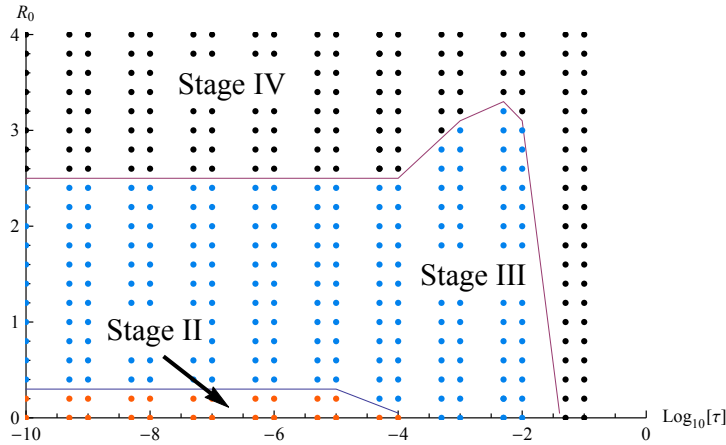 R₀
4
Stage IV
3
2
Stage III
1
Stage II
0
Log₁₀[τ]
−10 −8 −6 −4 −2 0